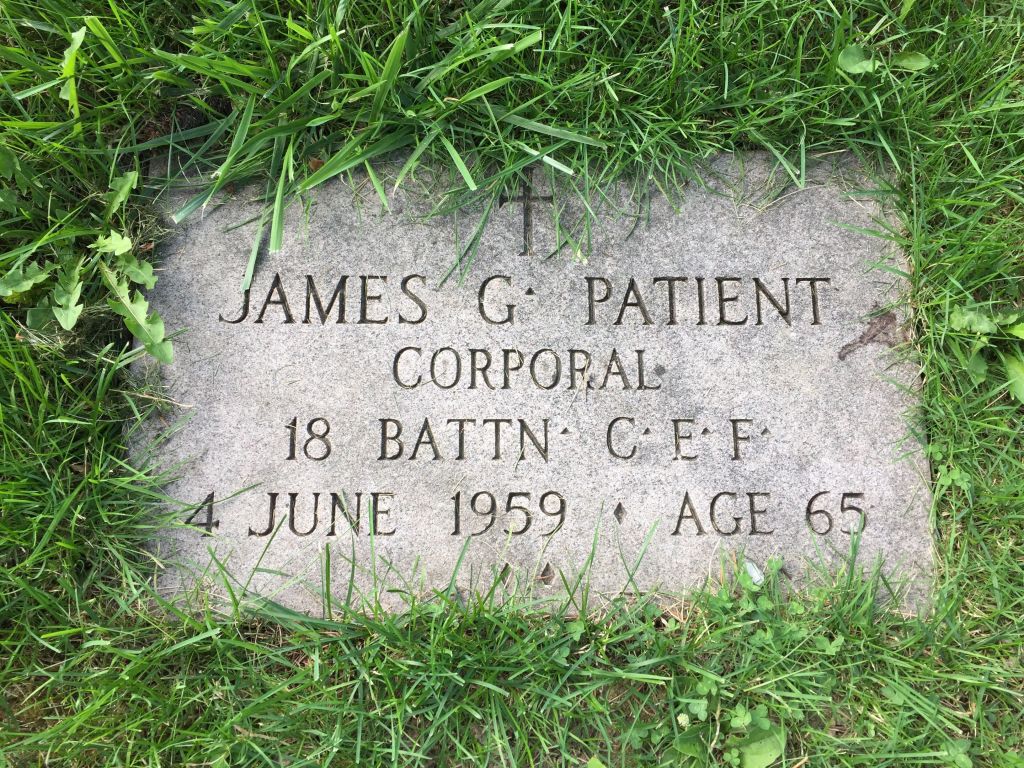 JAMES G. PATIENT
CORPORAL
18 BATTN. C.E.F.
4 JUNE 1959 ♦ AGE 65